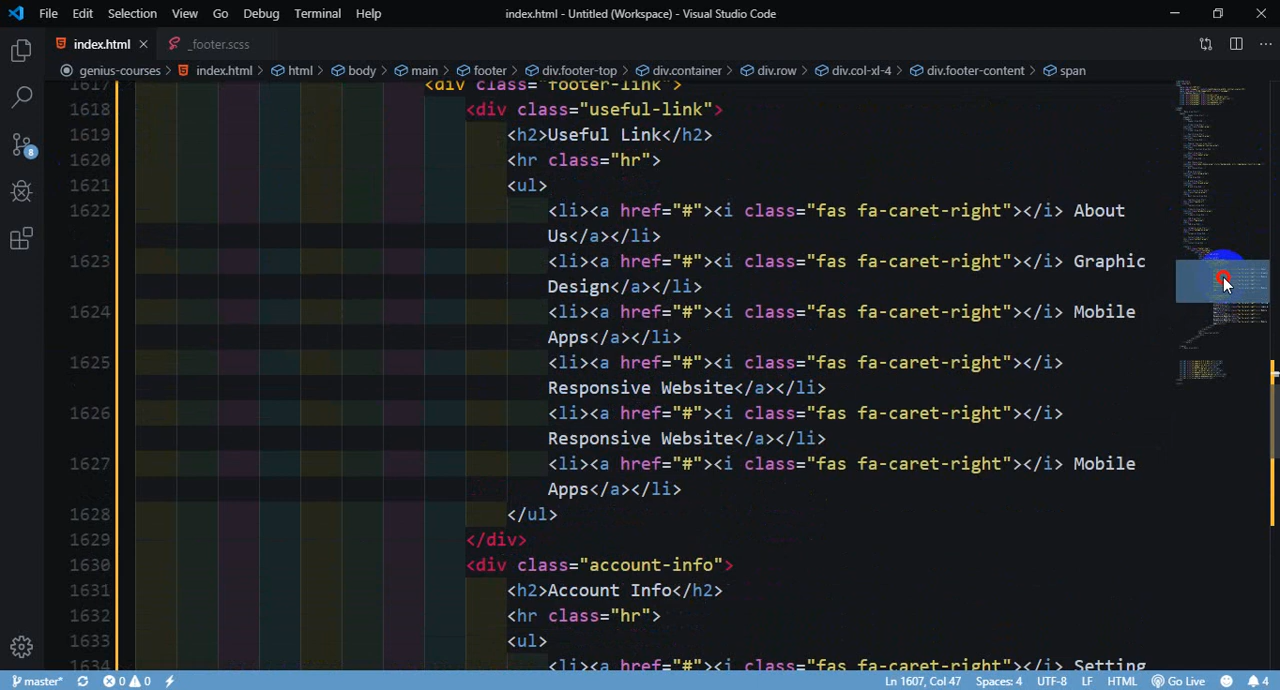 File Edit Selection View Go Debug Terminal Help index.html - Untitled (Workspace) - Visual Studio Code
index.html _footer.scss
genius-courses > index.html > html > body > main > footer > div.footer-top > div.container > div.row > div.col-xl-4 > div.footer-content > span
1617 <div class="footer-link">
1618 <div class="useful-link">
1619 <h2>Useful Link</h2>
1620 <hr class="hr">
1621 <ul>
1622 <li><a href="#"><i class="fas fa-caret-right"></i> About
Us</a></li>
1623 <li><a href="#"><i class="fas fa-caret-right"></i> Graphic
Design</a></li>
1624 <li><a href="#"><i class="fas fa-caret-right"></i> Mobile
Apps</a></li>
1625 <li><a href="#"><i class="fas fa-caret-right"></i>
Responsive Website</a></li>
1626 <li><a href="#"><i class="fas fa-caret-right"></i>
Responsive Website</a></li>
1627 <li><a href="#"><i class="fas fa-caret-right"></i> Mobile
Apps</a></li>
1628 </ul>
1629 </div>
1630 <div class="account-info">
1631 <h2>Account Info</h2>
1632 <hr class="hr">
1633 <ul>
1634 <li><a href="#"><i class="fas fa-caret-right"></i> Setting
8
master* 0 0 Ln 1607, Col 47 Spaces: 4 UTF-8 LF HTML Go Live 4